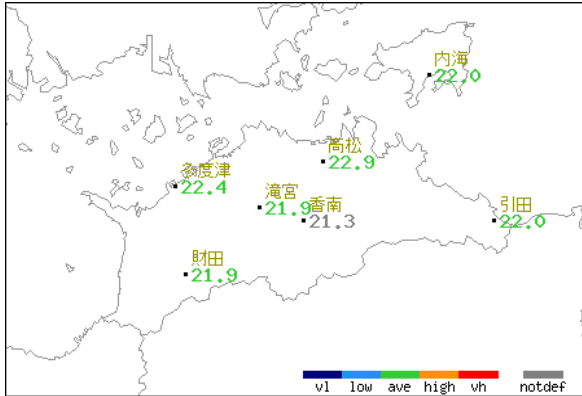 内海
22.0
高松
22.9
多度津
22.4
滝宮
21.9
香南
21.3
引田
22.0
財田
21.9
vl low ave high vh notdef